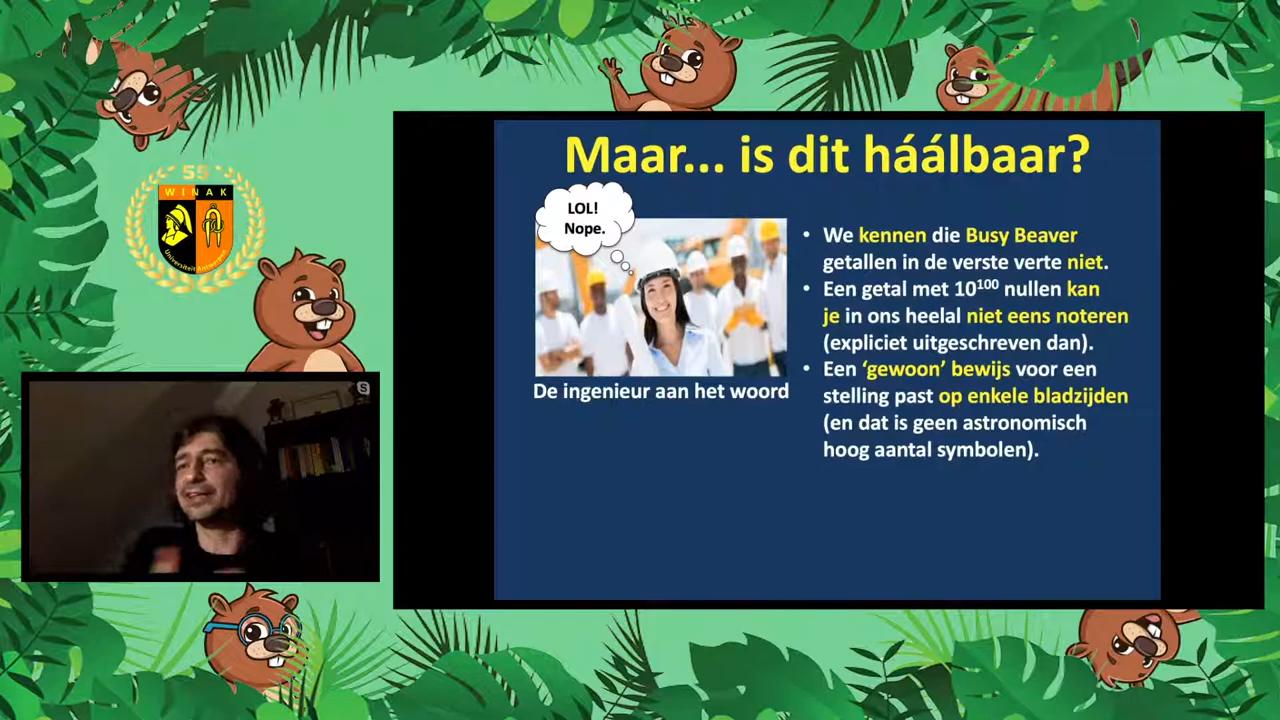 55
WINAK
Universiteit Antwerpen
Maar... is dit háálbaar?
LOL!
Nope.
De ingenieur aan het woord
• We kennen die Busy Beaver
getallen in de verste verte niet.
• Een getal met 10¹⁰⁰ nullen kan
je in ons heelal niet eens noteren
(expliciet uitgeschreven dan).
• Een ‘gewoon’ bewijs voor een
stelling past op enkele bladzijden
(en dat is geen astronomisch
hoog aantal symbolen).
S